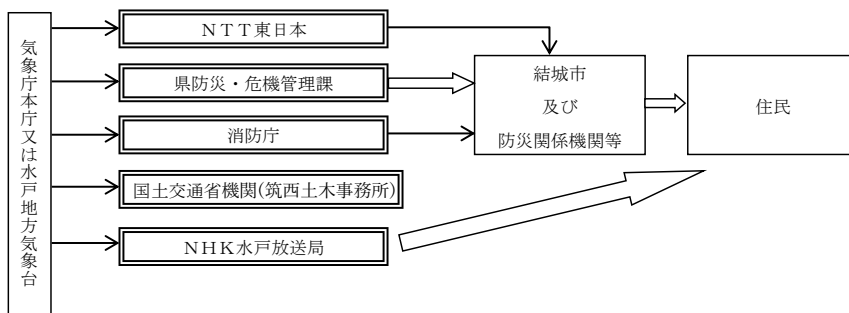 気象庁本庁又は水戸地方気象台
ＮＴＴ東日本
県防災・危機管理課
消防庁
国土交通省機関(筑西土木事務所)
ＮＨＫ水戸放送局
結城市
及び
防災関係機関等
住民